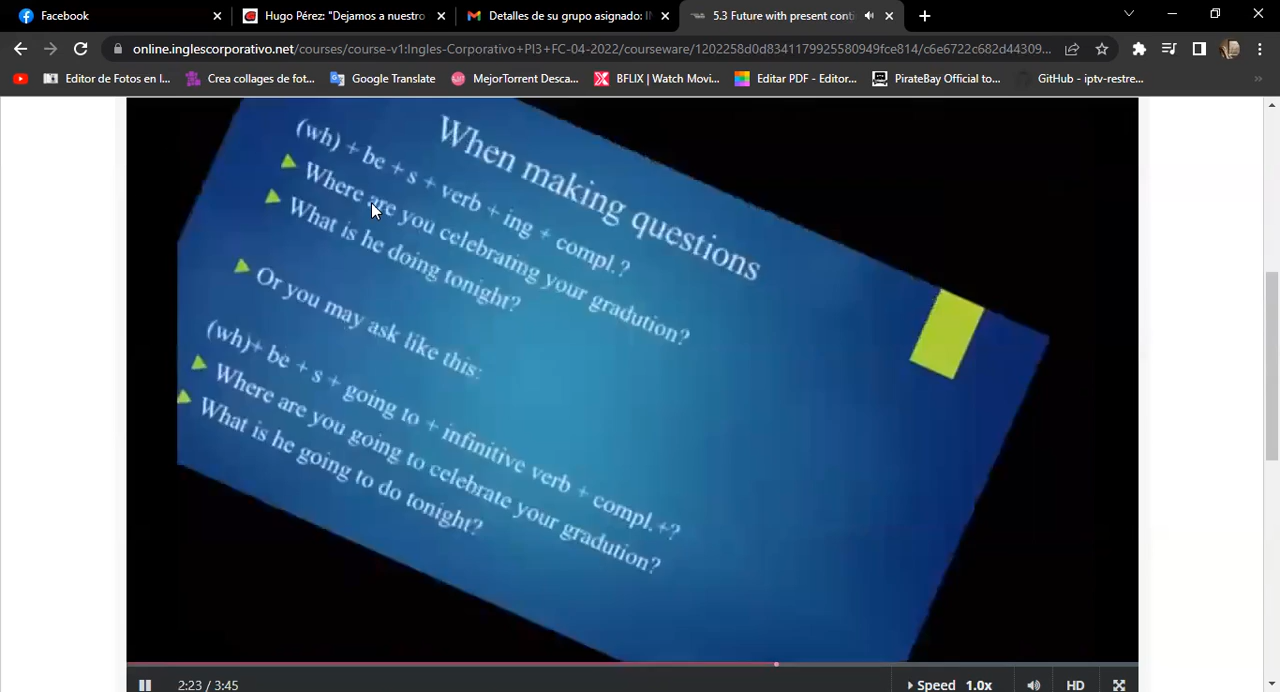 Facebook
Hugo Pérez: "Dejamos a nuestro
Detalles de su grupo asignado: I
5.3 Future with present cont
online.inglescorporativo.net/courses/course-v1:Ingles-Corporativo+PI3+FC-04-2022/courseware/1202258d0d8341179925580949fce814/c6e6722c682d44309...
Editor de Fotos en l...
Crea collages de fot...
Google Translate
MejorTorrent Desca...
BFLIX | Watch Movi...
Editar PDF - Editor...
PirateBay Official to...
GitHub - iptv-restre...
When making questions
(wh) + be + s + verb + ing + compl.?
Where are you celebrating your gradution?
What is he doing tonight?
Or you may ask like this:
(wh)+ be + s + going to + infinitive verb + compl.+?
Where are you going to celebrate your gradution?
What is he going to do tonight?
2:23 / 3:45
Speed 1.0x
HD